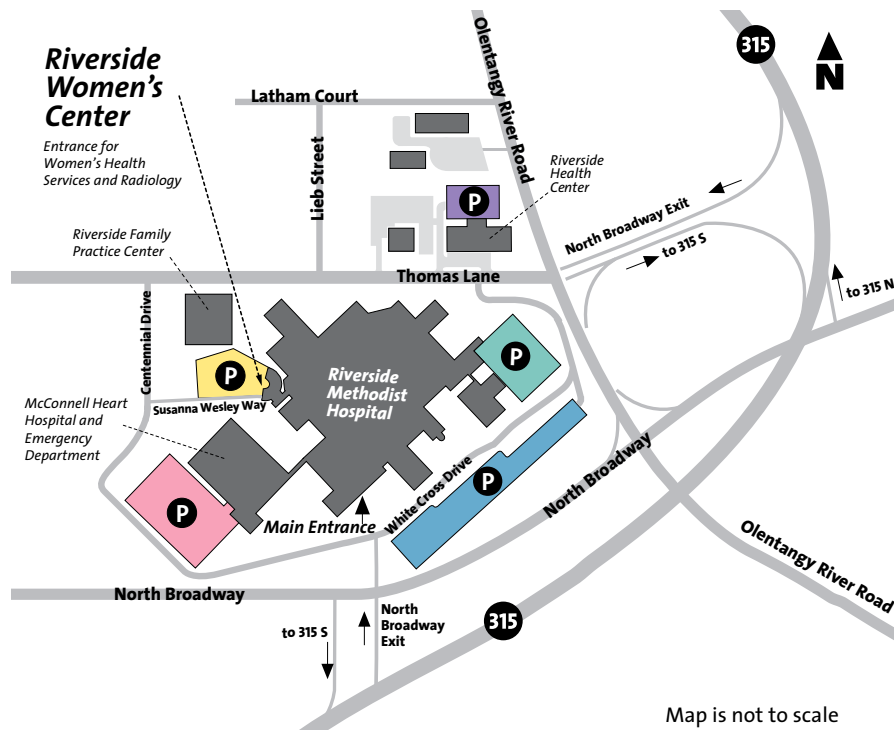 Riverside
Women's
Center
Entrance for
Women's Health
Services and Radiology
Riverside Family
Practice Center
McConnell Heart
Hospital and
Emergency
Department
Latham Court
Lieb Street
Olentangy River Road
315
N
Riverside
Health
Center
P
North Broadway Exit
to 315 S
to 315 N
Thomas Lane
Centennial Drive
P
Susanna Wesley Way
Riverside
Methodist
Hospital
P
P
P
Main Entrance
White Cross Drive
North Broadway
Olentangy River Road
North Broadway
to 315 S
North
Broadway
Exit
315
Map is not to scale